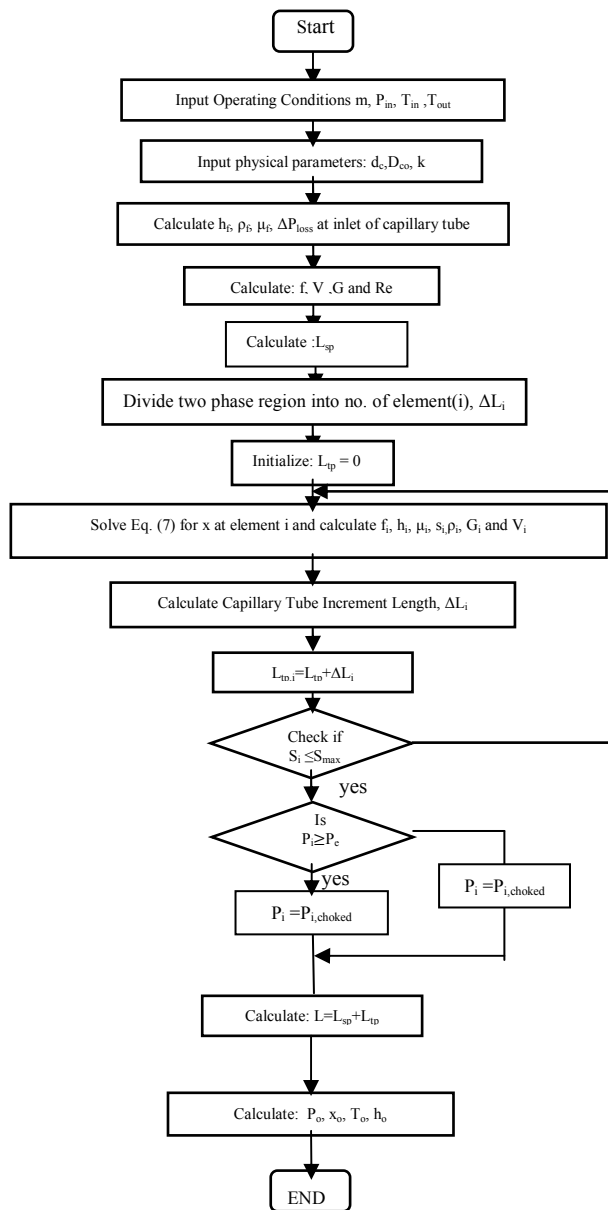 Start
Input Operating Conditions m, Pᵢₙ, Tᵢₙ ,Tₒᵤₜ
Input physical parameters: d_c,D_co, k
Calculate h_f, ρ_f, μ_f, ΔP_loss at inlet of capillary tube
Calculate: f, V ,G and Re
Calculate :L_sp
Divide two phase region into no. of element(i), ΔL_i
Initialize: L_tp = 0
Solve Eq. (7) for x at element i and calculate f_i, h_i, μ_i, s_i,ρ_i, G_i and V_i
Calculate Capillary Tube Increment Length, ΔL_i
L_tp,i=L_tp+ΔL_i
Check if
S_i ≤S_max
yes
Is
P_i≥P_e
yes
P_i =P_i,choked
P_i =P_i,choked
Calculate: L=L_sp+L_tp
Calculate: P_o, x_o, T_o, h_o
END